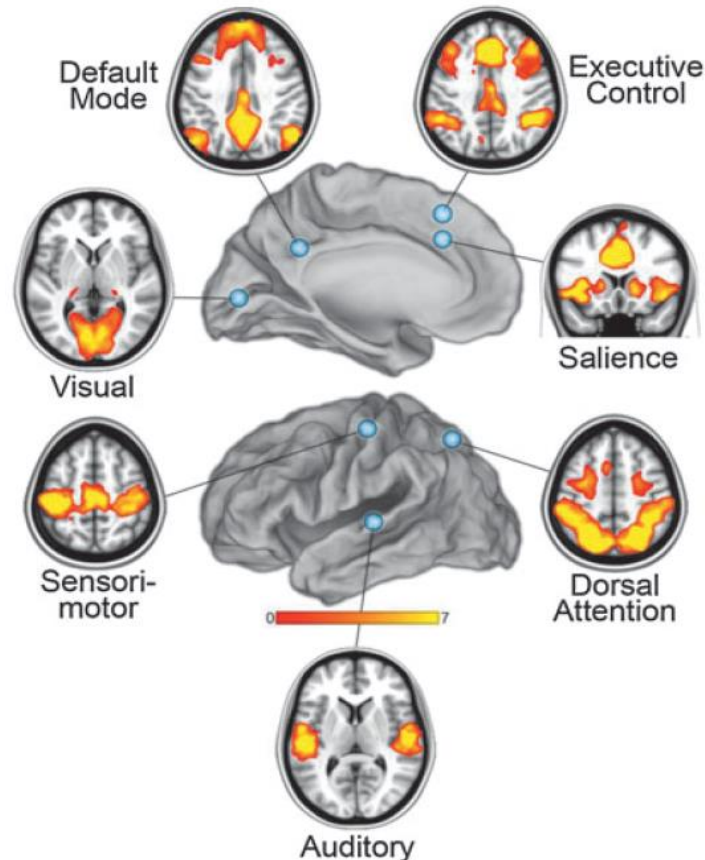 Default
Mode
Executive
Control
Visual
Salience
Sensori-
motor
Dorsal
Attention
0 7
Auditory